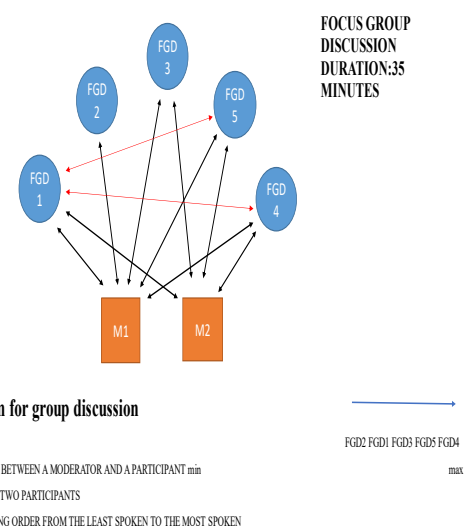 FOCUS GROUP
DISCUSSION
DURATION:35
MINUTES
FGD
3
FGD
2
FGD
5
FGD
1
FGD
4
M1
M2
n for group discussion
FGD2 FGD1 FGD3 FGD5 FGD4
BETWEEN A MODERATOR AND A PARTICIPANT min
max
TWO PARTICIPANTS
NG ORDER FROM THE LEAST SPOKEN TO THE MOST SPOKEN